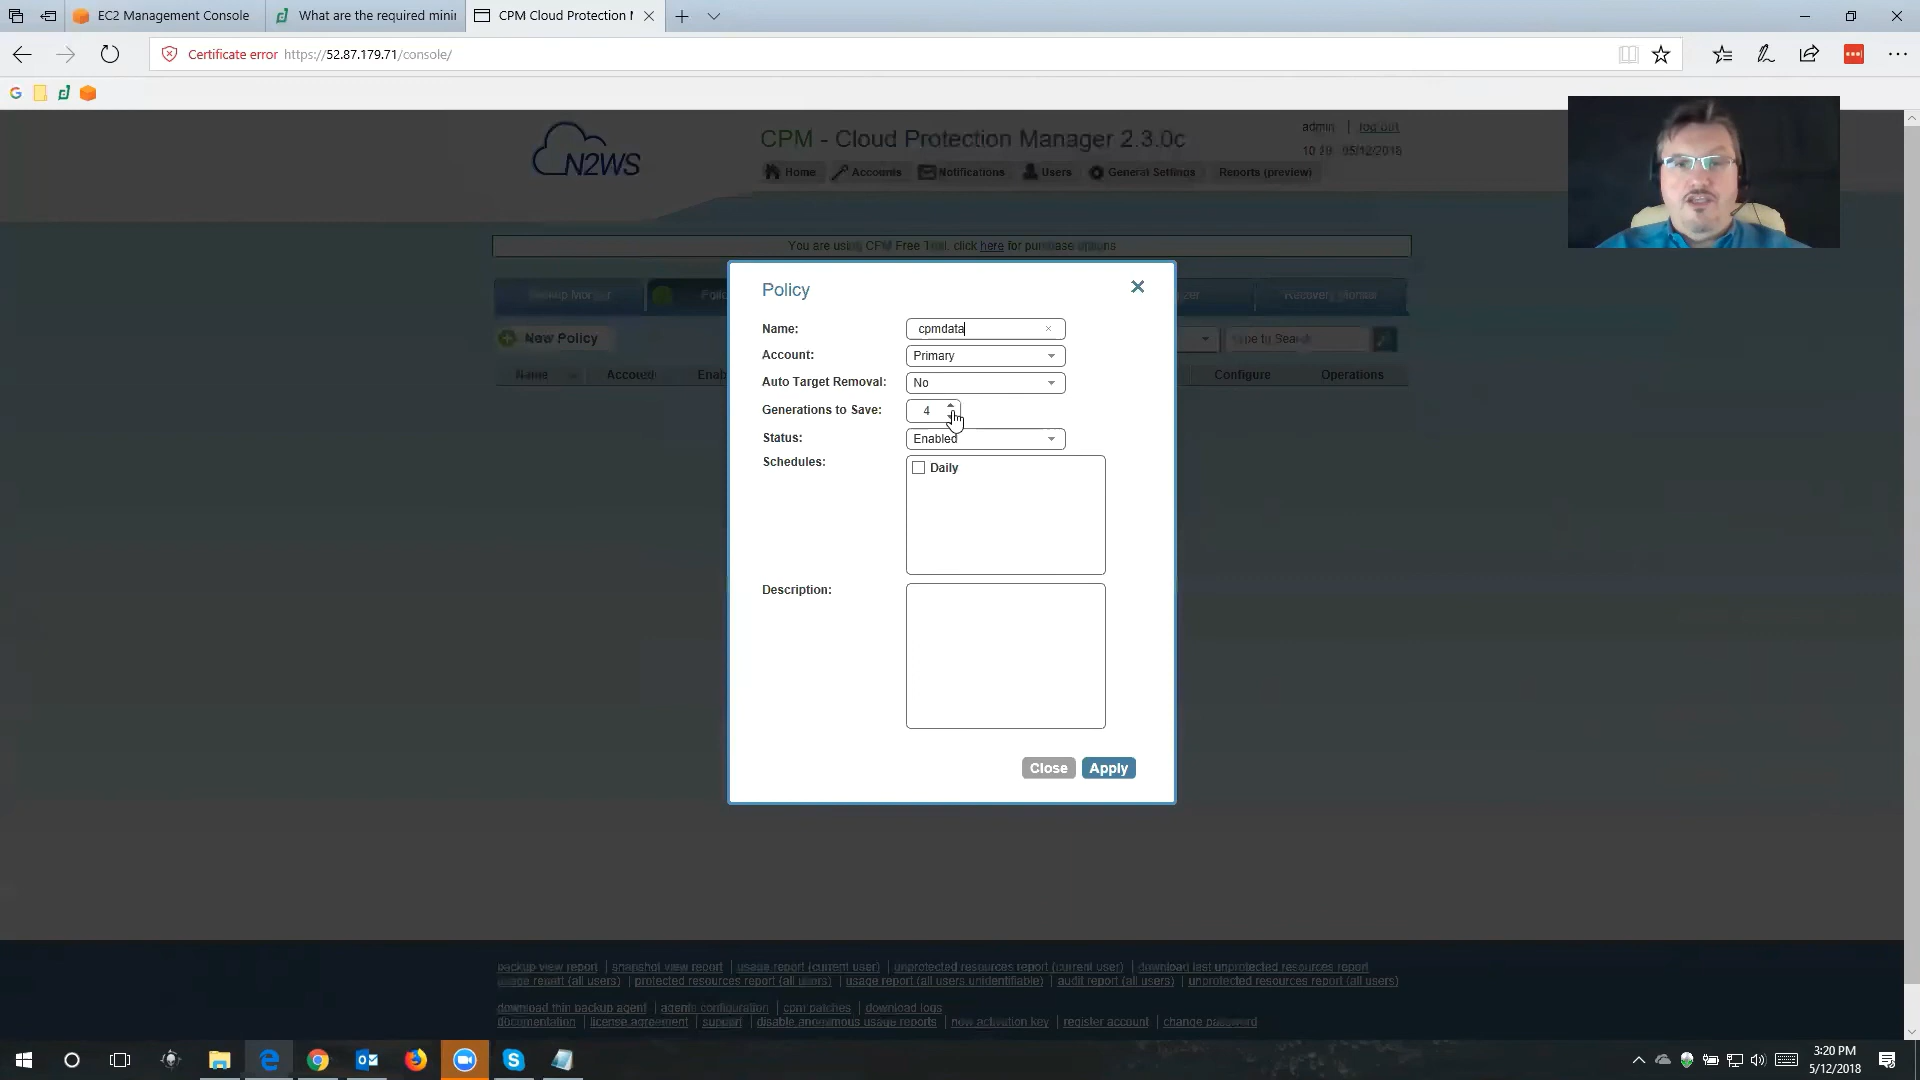 EC2 Management Console
What are the required mini
CPM Cloud Protection M
Certificate error https://52.87.179.71/console/
N2WS
CPM - Cloud Protection Manager 2.3.0c
admin | log out
10:29 05/12/2018
Home
Accounts
Notifications
Users
General Settings
Reports (preview)
You are using CPM Free Trial, click here for purchase options
Backup Monitor
Recovery Monitor
New Policy
Type to Search
Name
Account
Enab
Configure
Operations
Policy
Name: cpmdata
Account: Primary
Auto Target Removal: No
Generations to Save: 4
Status: Enabled
Schedules: Daily
Description:
Close Apply
backup view report | snapshot view report | usage report (current user) | unprotected resources report (current user) | download last unprotected resources report
usage report (all users) | protected resources report (all users) | usage report (all users unidentifiable) | audit report (all users) | unprotected resources report (all users)
download thin backup agent | agents configuration | cpm patches | download logs
documentation | license agreement | support | disable anonymous usage reports | new activation key | register account | change password
3:20 PM
5/12/2018